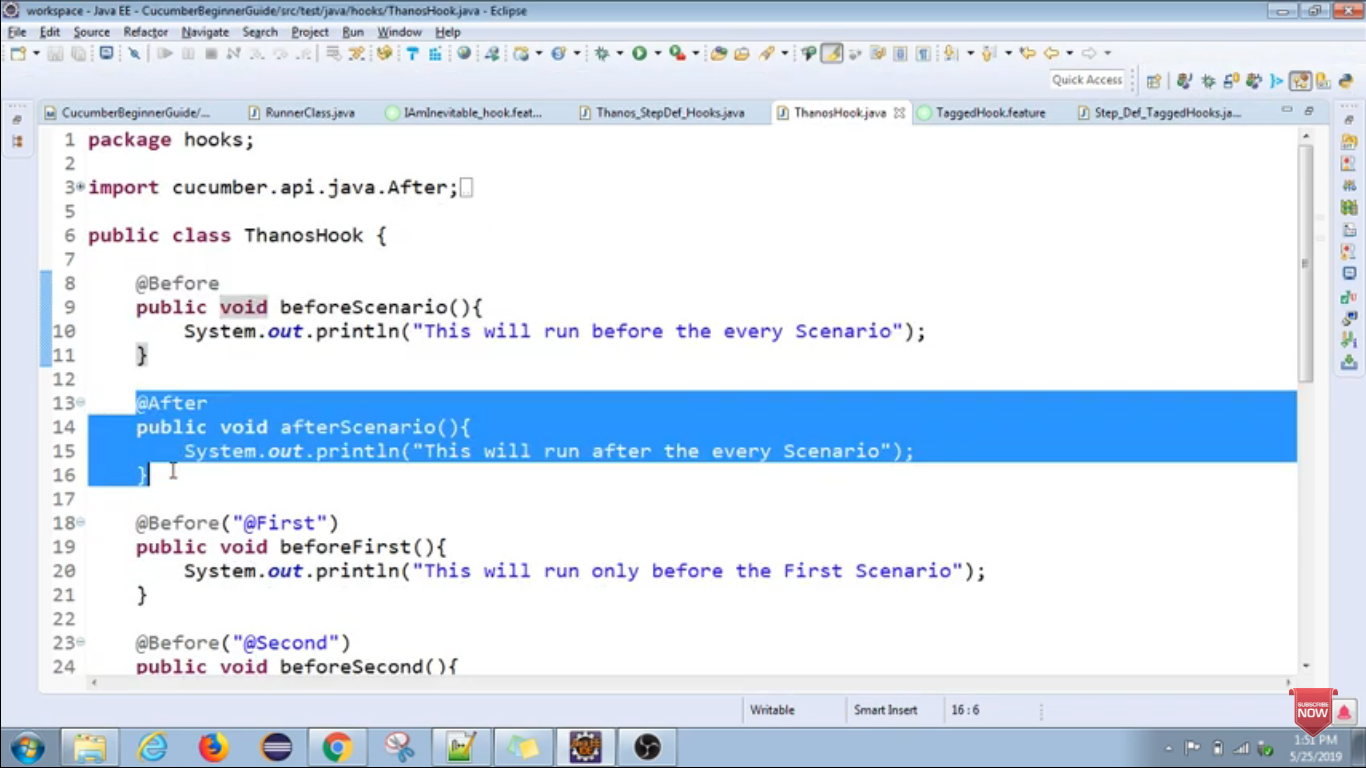 workspace - Java EE - CucumberBeginnerGuide/src/test/java/hooks/ThanosHook.java - Eclipse
File Edit Source Refactor Navigate Search Project Run Window Help
Quick Access
CucumberBeginnerGuide/... RunnerClass.java IAmInevitable_hook.feat... Thanos_StepDef_Hooks.java ThanosHook.java TaggedHook.feature Step_Def_TaggedHooks.ja...
1 package hooks;
2
3 import cucumber.api.java.After;
5
6 public class ThanosHook {
7
8 @Before
9 public void beforeScenario(){
10 System.out.println("This will run before the every Scenario");
11 }
12
13 @After
14 public void afterScenario(){
15 System.out.println("This will run after the every Scenario");
16 }
17
18 @Before("@First")
19 public void beforeFirst(){
20 System.out.println("This will run only before the First Scenario");
21 }
22
23 @Before("@Second")
24 public void beforeSecond(){
Writable Smart Insert 16 : 6
SUBSCRIBE
NOW
1:51 PM
5/25/2019